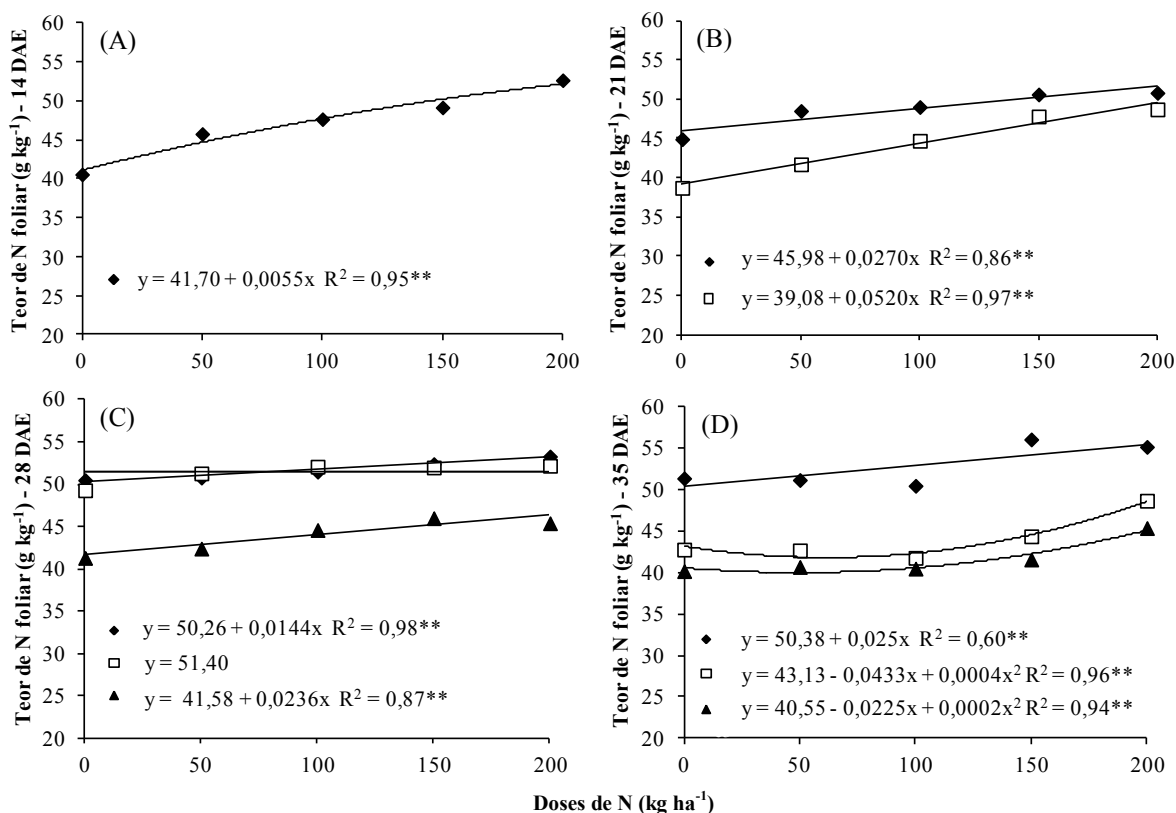 (A)
Teor de N foliar (g kg⁻¹) - 14 DAE
60
55
50
45
40
35
30
25
20
y = 41,70 + 0,0055x R² = 0,95**
0 50 100 150 200
(B)
Teor de N foliar (g kg⁻¹) - 21 DAE
60
55
50
45
40
35
30
25
20
y = 45,98 + 0,0270x R² = 0,86**
y = 39,08 + 0,0520x R² = 0,97**
0 50 100 150 200
(C)
Teor de N foliar (g kg⁻¹) - 28 DAE
60
55
50
45
40
35
30
25
20
y = 50,26 + 0,0144x R² = 0,98**
y = 51,40
y = 41,58 + 0,0236x R² = 0,87**
0 50 100 150 200
(D)
Teor de N foliar (g kg⁻¹) - 35 DAE
60
55
50
45
40
35
30
25
20
y = 50,38 + 0,025x R² = 0,60**
y = 43,13 - 0,0433x + 0,0004x² R² = 0,96**
y = 40,55 - 0,0225x + 0,0002x² R² = 0,94**
0 50 100 150 200
Doses de N (kg ha⁻¹)